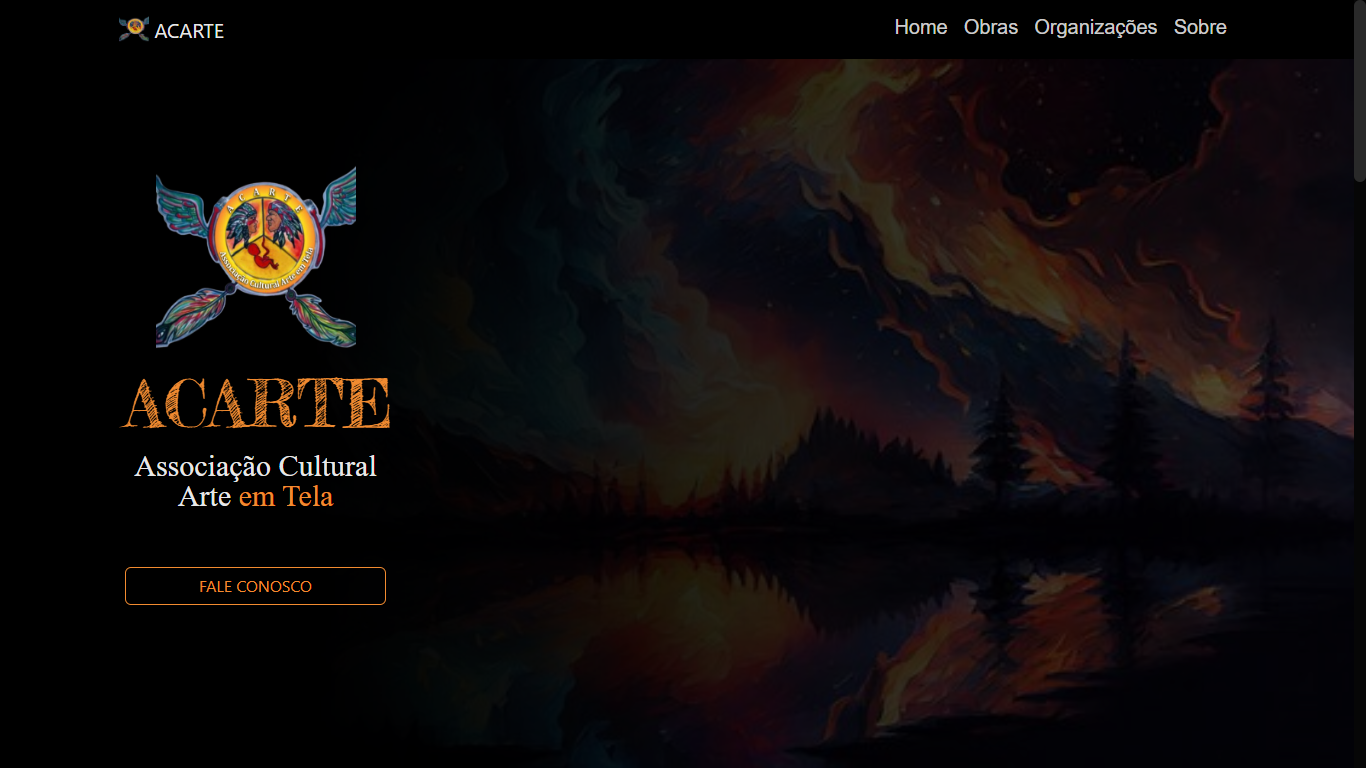 ACARTE
Home Obras Organizações Sobre
ACARTE
Associação Cultural Arte em Tela
ACARTE
Associação Cultural
Arte em Tela
FALE CONOSCO